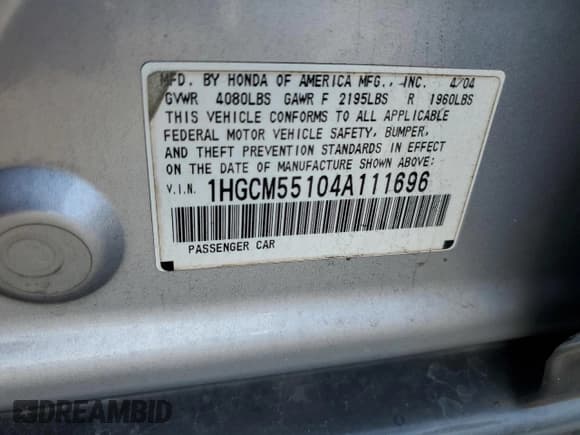 MFD. BY HONDA OF AMERICA MFG., INC. 4/04
GVWR 4080LBS GAWR F 2195LBS R 1960LBS
THIS VEHICLE CONFORMS TO ALL APPLICABLE
FEDERAL MOTOR VEHICLE SAFETY, BUMPER,
AND THEFT PREVENTION STANDARDS IN EFFECT
ON THE DATE OF MANUFACTURE SHOWN ABOVE:
V.I.N. 1HGCM55104A111696
PASSENGER CAR
DREAMBID